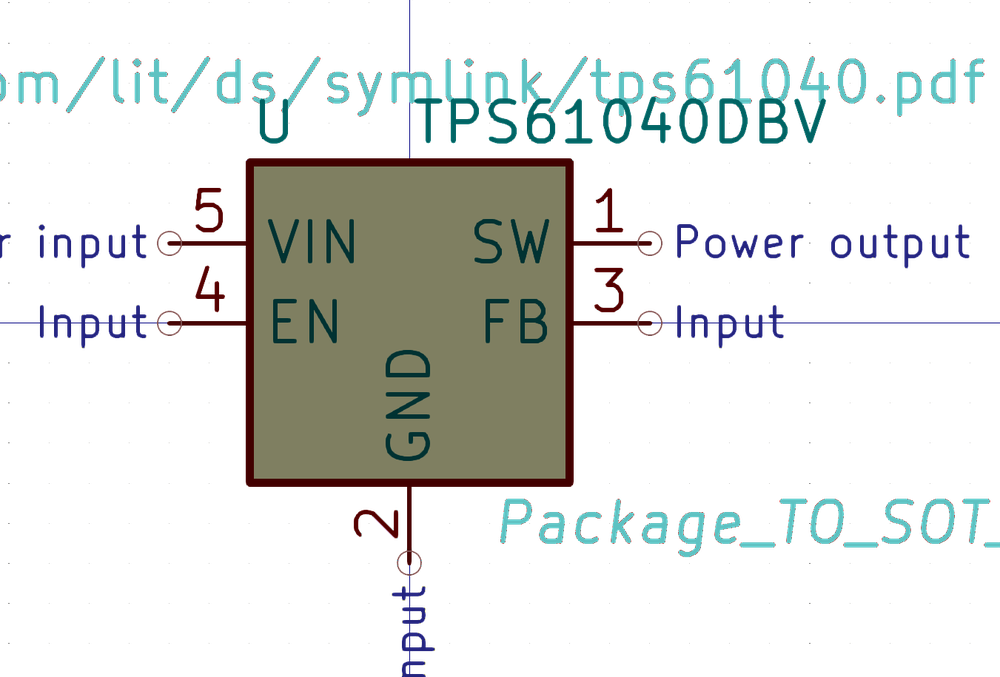 om/lit/ds/symlink/tps61040.pdf
U TPS61040DBV
5 1
r input VIN SW Power output
4 3
Input EN FB Input
GND
2
Package_TO_SOT_
nput